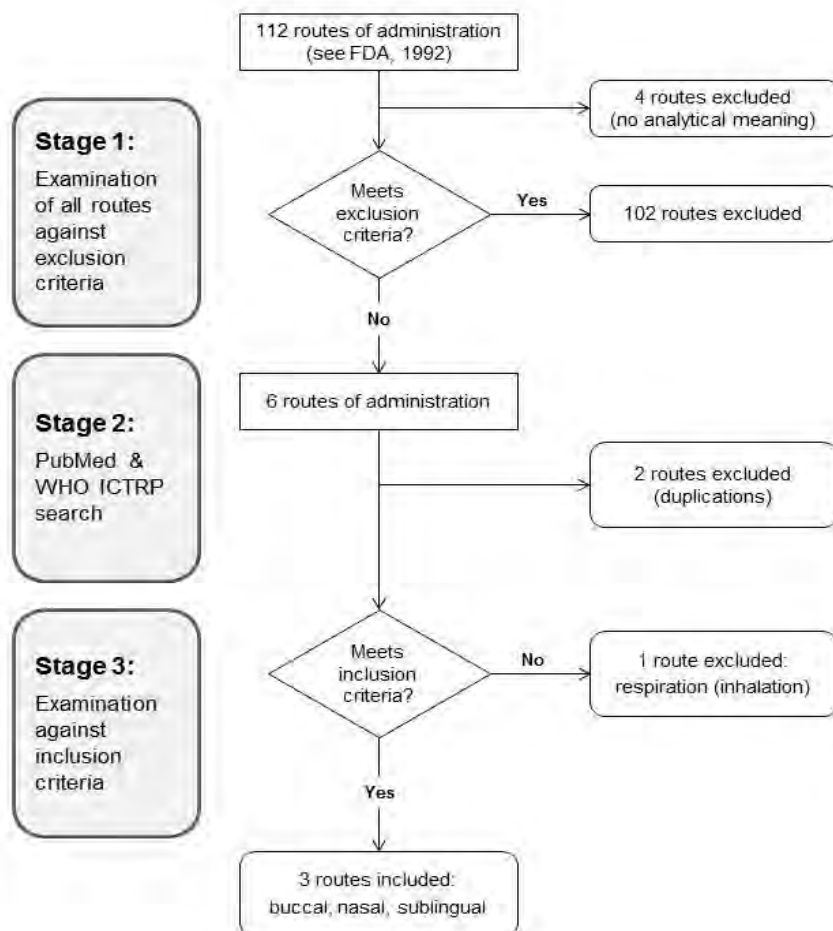 112 routes of administration
(see FDA, 1992)
4 routes excluded
(no analytical meaning)
Stage 1:
Examination
of all routes
against
exclusion
criteria
Meets
exclusion
criteria?
Yes
102 routes excluded
No
6 routes of administration
Stage 2:
PubMed &
WHO ICTRP
search
2 routes excluded
(duplications)
Stage 3:
Examination
against
inclusion
criteria
Meets
inclusion
criteria?
No
1 route excluded:
respiration (inhalation)
Yes
3 routes included:
buccal, nasal, sublingual